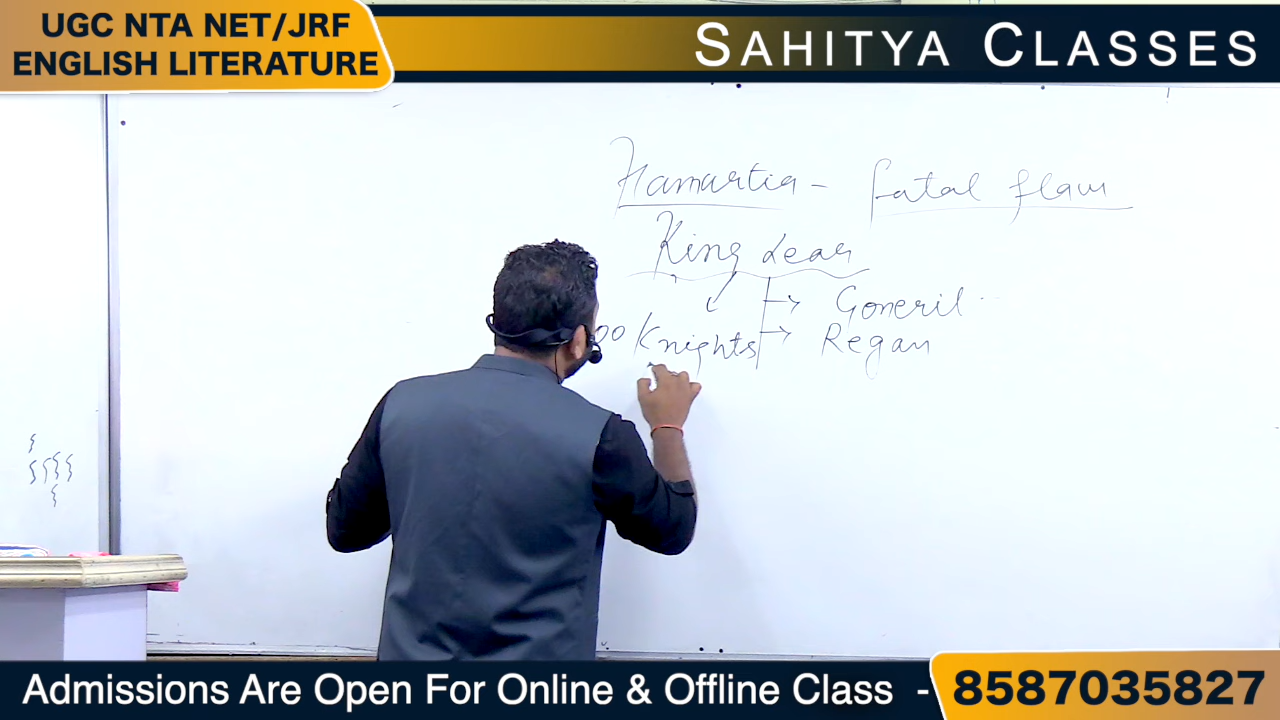 UGC NTA NET/JRF
ENGLISH LITERATURE
SAHITYA CLASSES
Hamartia - fatal flaw
King Lear
Goneril
00 Knights
Regan
Admissions Are Open For Online & Offline Class - 8587035827